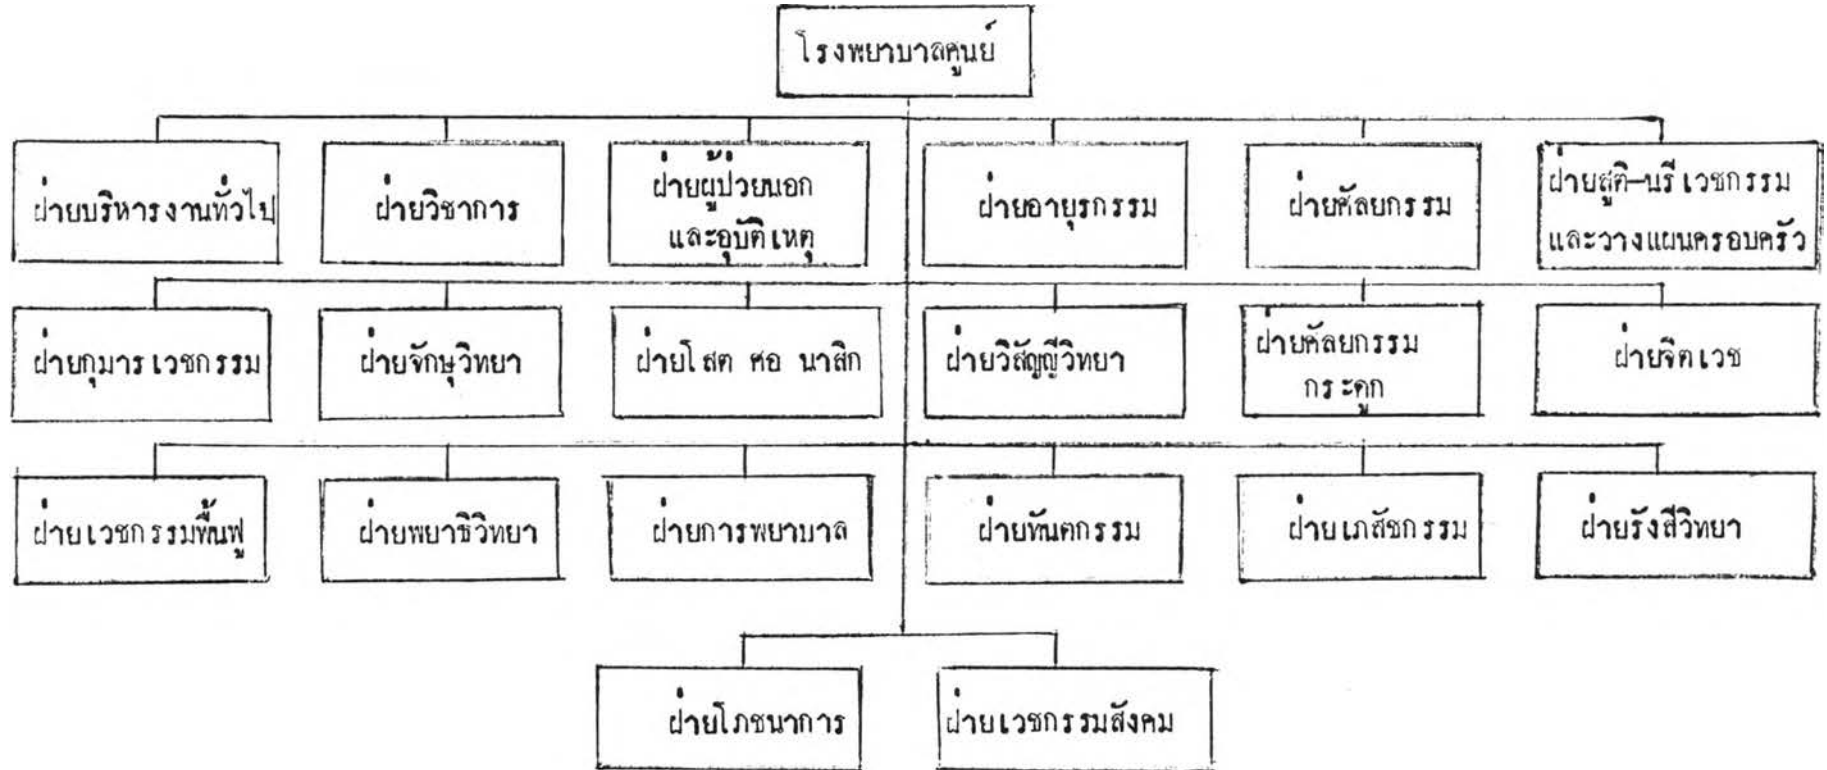 โรงพยาบาลศูนย์
ฝ่ายบริหารงานทั่วไป
ฝ่ายวิชาการ
ฝ่ายผู้ป่วยนอก
และอุบัติเหตุ
ฝ่ายอายุรกรรม
ฝ่ายศัลยกรรม
ฝ่ายสูติ-นรีเวชกรรม
และวางแผนครอบครัว
ฝ่ายกุมารเวชกรรม
ฝ่ายจักษุวิทยา
ฝ่ายโสต ศอ นาสิก
ฝ่ายวิสัญญีวิทยา
ฝ่ายศัลยกรรม
กระดูก
ฝ่ายจิตเวช
ฝ่ายเวชกรรมฟื้นฟู
ฝ่ายพยาธิวิทยา
ฝ่ายการพยาบาล
ฝ่ายทันตกรรม
ฝ่ายเภสัชกรรม
ฝ่ายรังสีวิทยา
ฝ่ายโภชนาการ
ฝ่ายเวชกรรมสังคม